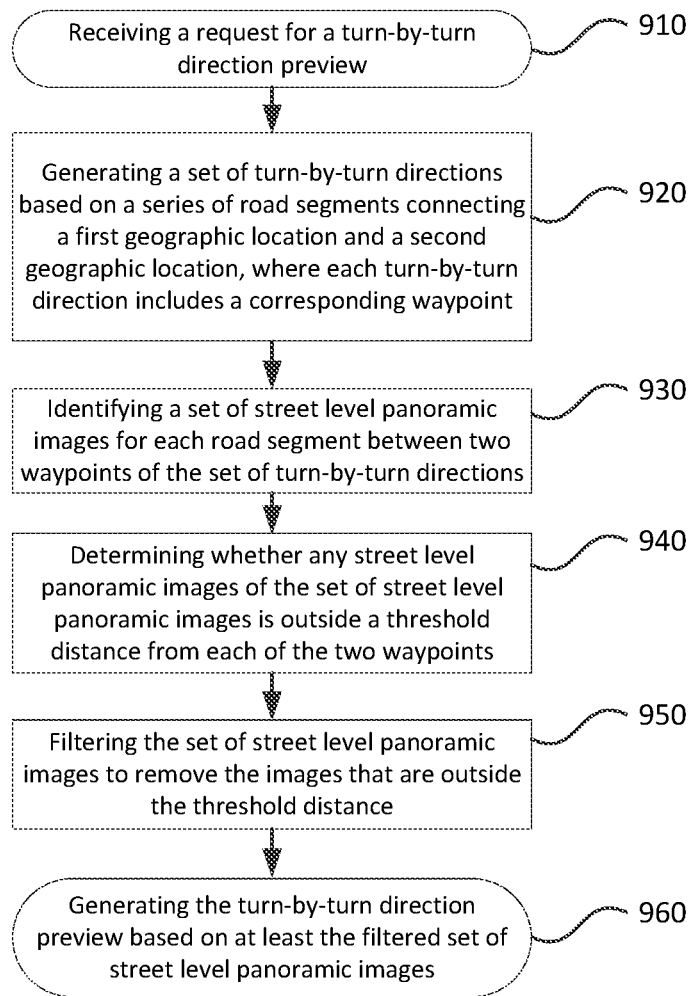 Receiving a request for a turn-by-turn
direction preview
910
Generating a set of turn-by-turn directions
based on a series of road segments connecting
a first geographic location and a second
geographic location, where each turn-by-turn
direction includes a corresponding waypoint
920
Identifying a set of street level panoramic
images for each road segment between two
waypoints of the set of turn-by-turn directions
930
Determining whether any street level
panoramic images of the set of street level
panoramic images is outside a threshold
distance from each of the two waypoints
940
Filtering the set of street level panoramic
images to remove the images that are outside
the threshold distance
950
Generating the turn-by-turn direction
preview based on at least the filtered set of
street level panoramic images
960